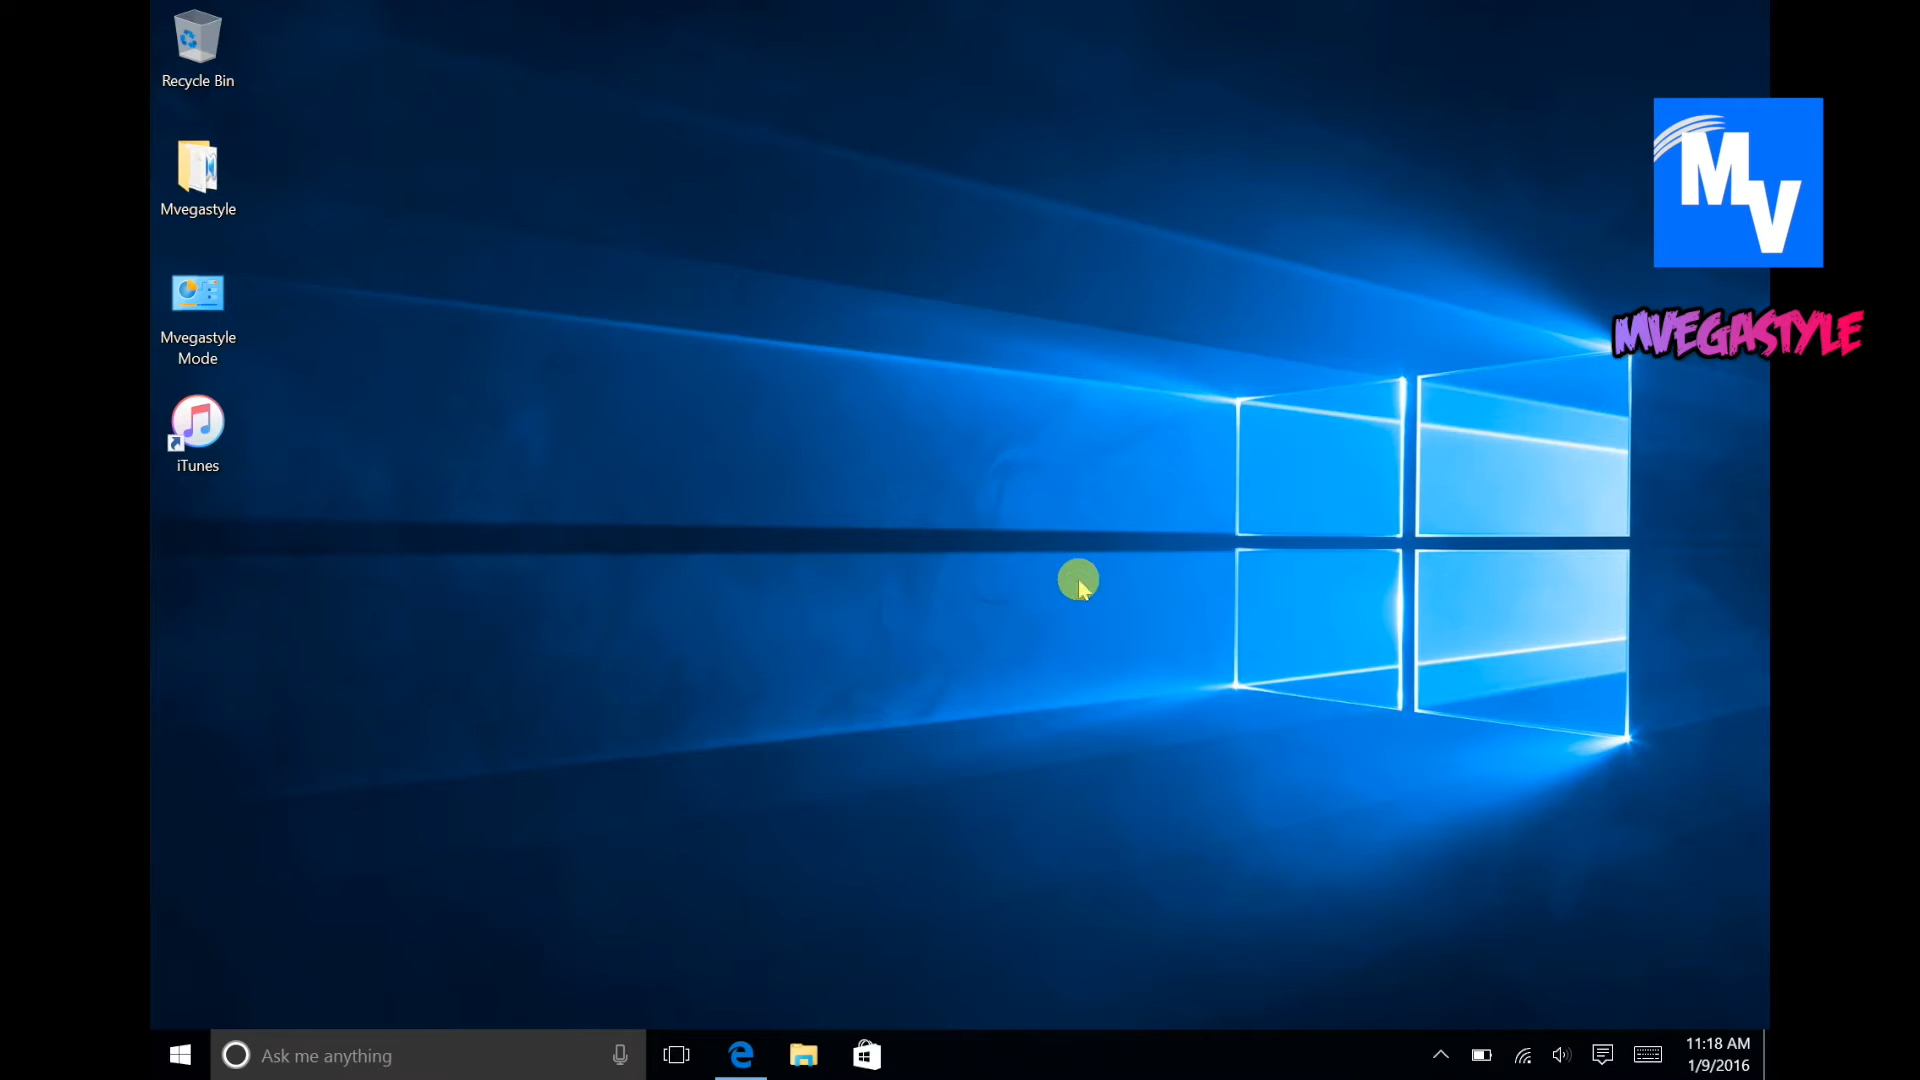 Recycle Bin
Mvegastyle
Mvegastyle
Mode
iTunes
MV
MVEGASTYLE
Ask me anything
11:18 AM
1/9/2016